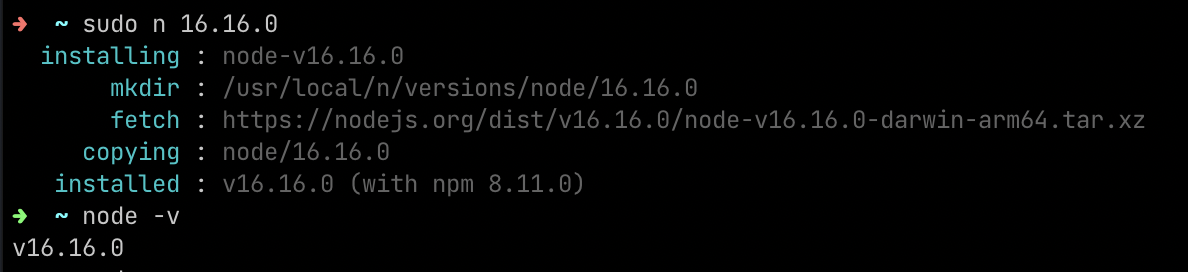 ➜ ~ sudo n 16.16.0
installing : node-v16.16.0
mkdir : /usr/local/n/versions/node/16.16.0
fetch : https://nodejs.org/dist/v16.16.0/node-v16.16.0-darwin-arm64.tar.xz
copying : node/16.16.0
installed : v16.16.0 (with npm 8.11.0)
➜ ~ node -v
v16.16.0